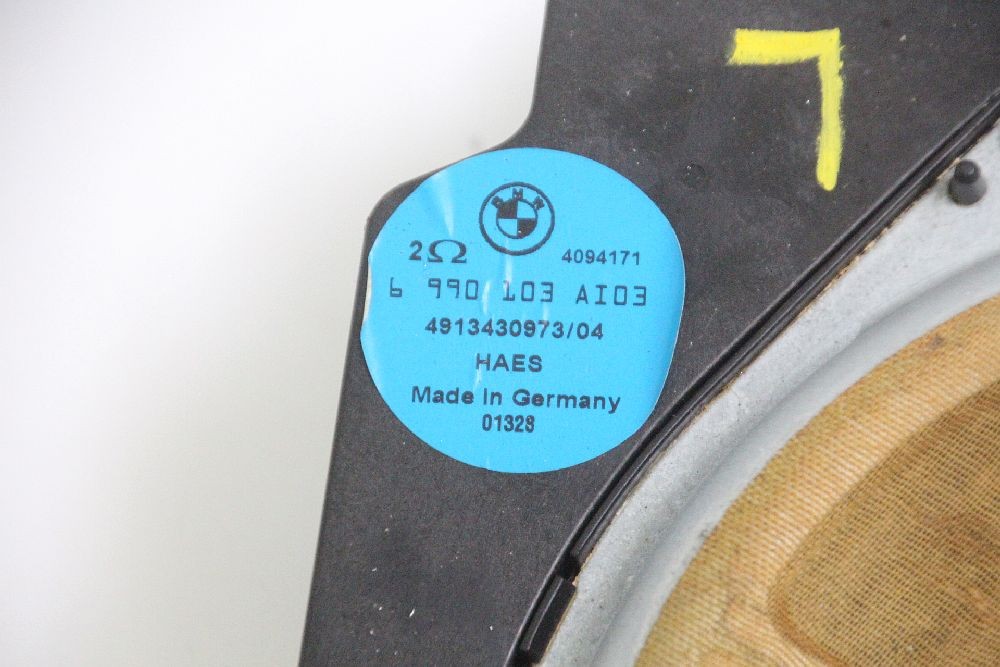 BMW
2Ω 4094171
6 990 103 AI03
4913430973/04
HAES
Made in Germany
01328